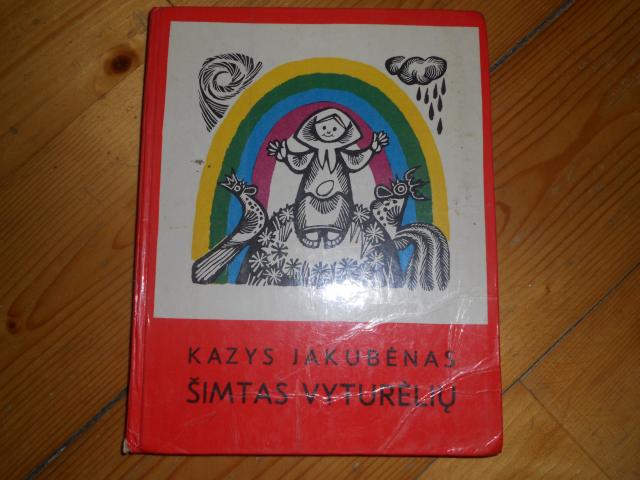 KAZYS JAKUBĖNAS
ŠIMTAS VYTURĖLIŲ